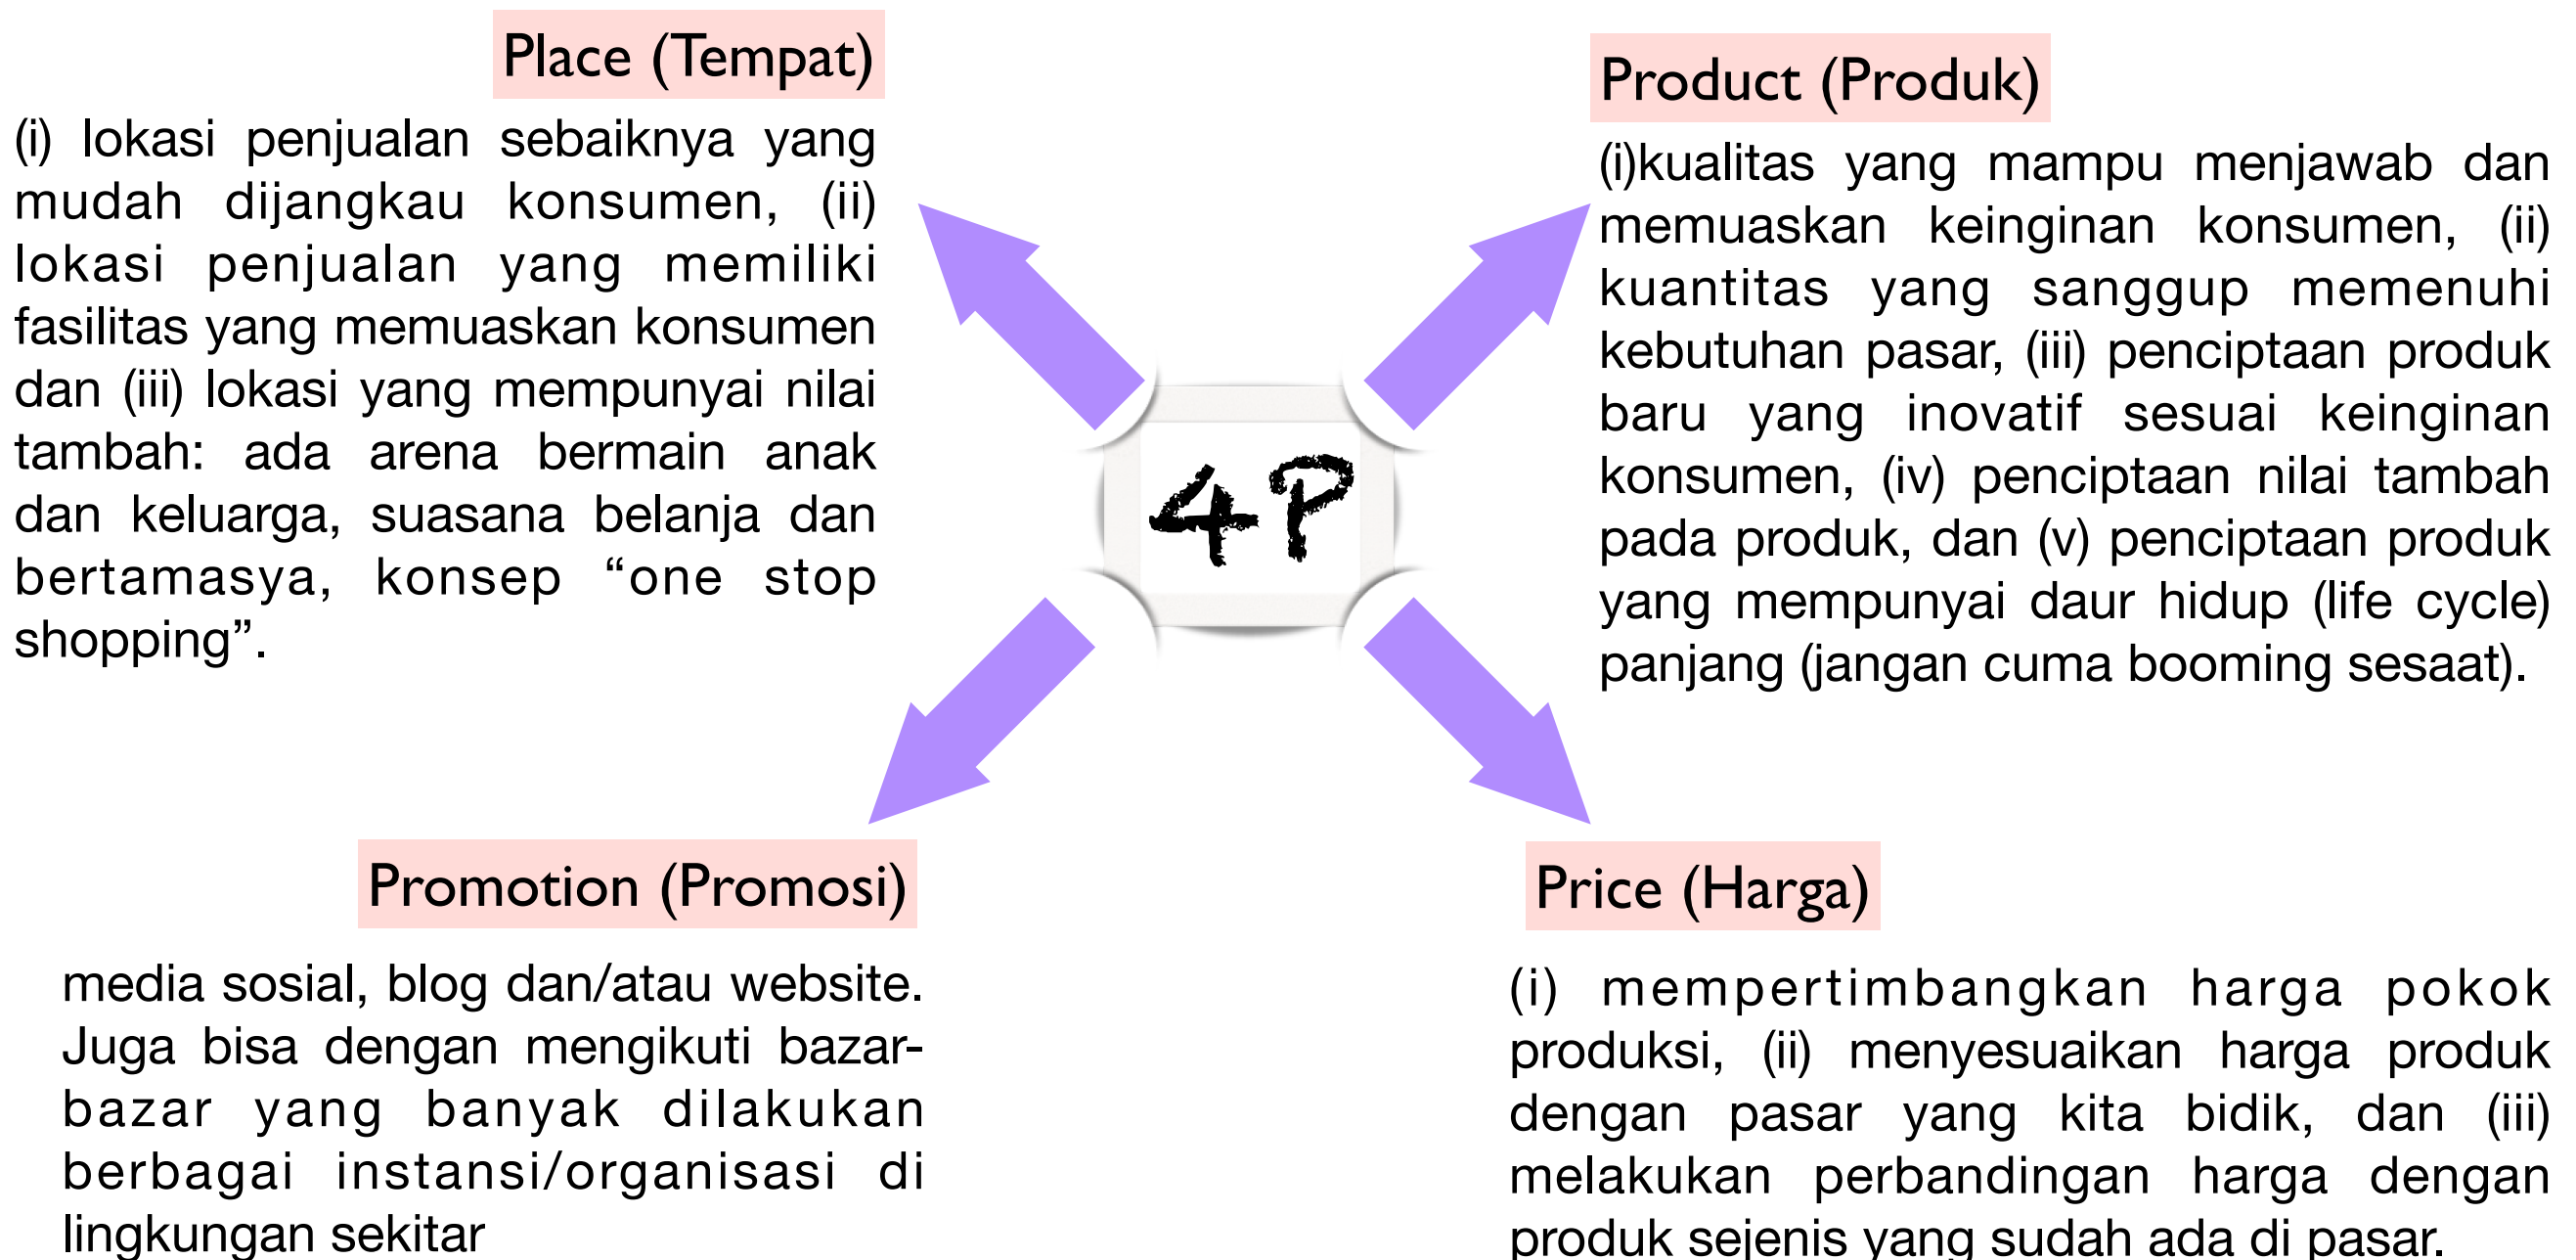 Place (Tempat)
(i) lokasi penjualan sebaiknya yang
mudah dijangkau konsumen, (ii)
lokasi penjualan yang memiliki
fasilitas yang memuaskan konsumen
dan (iii) lokasi yang mempunyai nilai
tambah: ada arena bermain anak
dan keluarga, suasana belanja dan
bertamasya, konsep “one stop
shopping”.
Product (Produk)
(i)kualitas yang mampu menjawab dan
memuaskan keinginan konsumen, (ii)
kuantitas yang sanggup memenuhi
kebutuhan pasar, (iii) penciptaan produk
baru yang inovatif sesuai keinginan
konsumen, (iv) penciptaan nilai tambah
pada produk, dan (v) penciptaan produk
yang mempunyai daur hidup (life cycle)
panjang (jangan cuma booming sesaat).
4P
Promotion (Promosi)
media sosial, blog dan/atau website.
Juga bisa dengan mengikuti bazar-
bazar yang banyak dilakukan
berbagai instansi/organisasi di
lingkungan sekitar
Price (Harga)
(i) mempertimbangkan harga pokok
produksi, (ii) menyesuaikan harga produk
dengan pasar yang kita bidik, dan (iii)
melakukan perbandingan harga dengan
produk sejenis yang sudah ada di pasar.